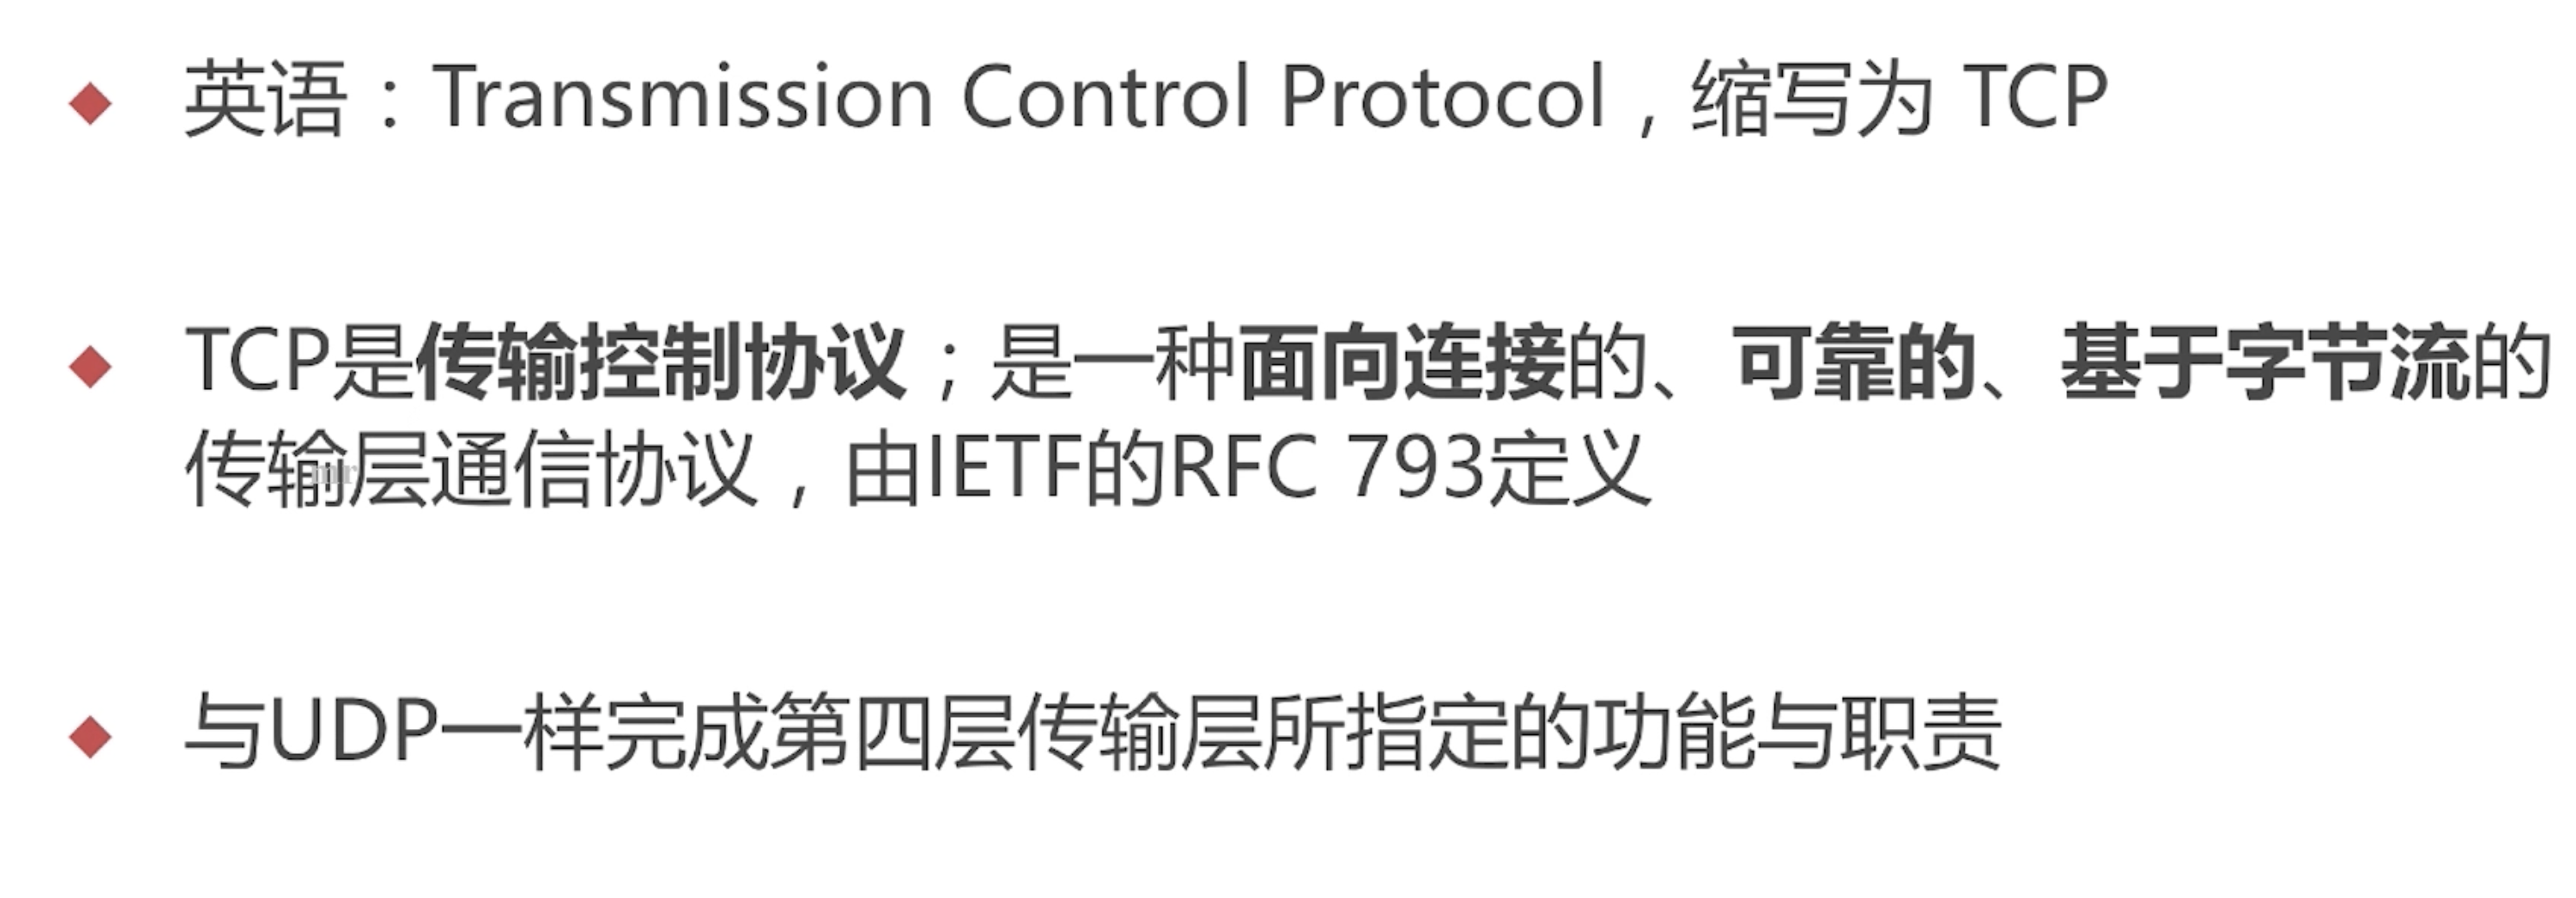 英语：Transmission Control Protocol，缩写为 TCP
TCP是传输控制协议；是一种面向连接的、可靠的、基于字节流的
传输层通信协议，由IETF的RFC 793定义
mr
与UDP一样完成第四层传输层所指定的功能与职责